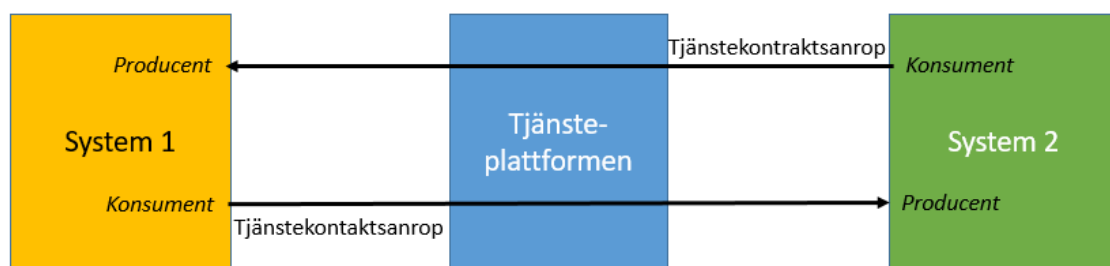 Tjänstekontraktsanrop
Producent
Konsument
System 1
Tjänste-
plattformen
System 2
Konsument
Producent
Tjänstekontaktsanrop